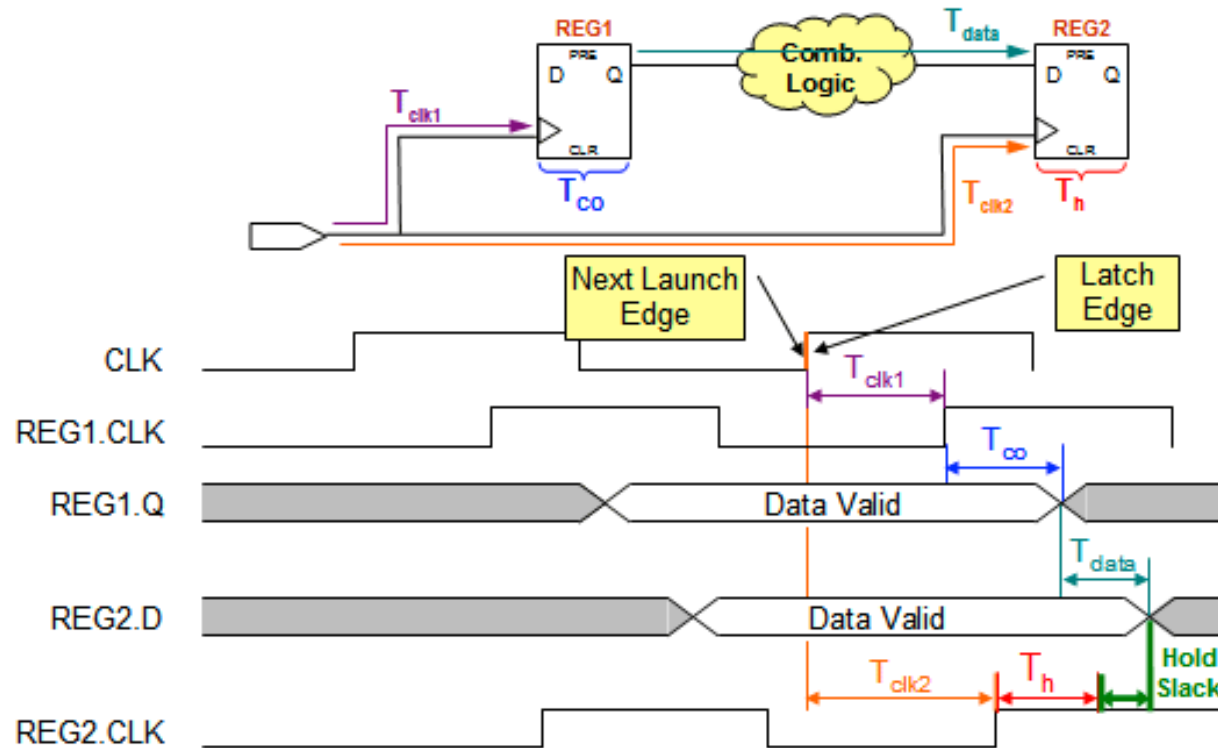 REG1
T_data
REG2
PRE
Comb.
PRE
D Q
Logic
D Q
T_clk1
CLR
CLR
T_co
T_clk2
T_h
Next Launch
Edge
Latch
Edge
CLK
T_clk1
REG1.CLK
T_co
REG1.Q
Data Valid
T_data
REG2.D
Data Valid
Hold
Slack
T_clk2
T_h
REG2.CLK